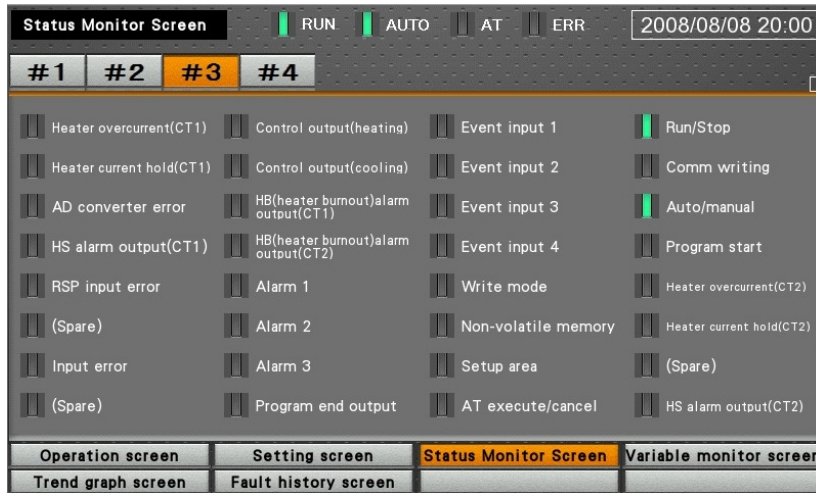 Status Monitor Screen RUN AUTO AT ERR 2008/08/08 20:00
#1 #2 #3 #4
Heater overcurrent(CT1) Control output(heating) Event input 1 Run/Stop
Heater current hold(CT1) Control output(cooling) Event input 2 Comm writing
AD converter error HB(heater burnout)alarm output(CT1) Event input 3 Auto/manual
HS alarm output(CT1) HB(heater burnout)alarm output(CT2) Event input 4 Program start
RSP input error Alarm 1 Write mode Heater overcurrent(CT2)
(Spare) Alarm 2 Non-volatile memory Heater current hold(CT2)
Input error Alarm 3 Setup area (Spare)
(Spare) Program end output AT execute/cancel HS alarm output(CT2)
Operation screen Setting screen Status Monitor Screen Variable monitor screen
Trend graph screen Fault history screen